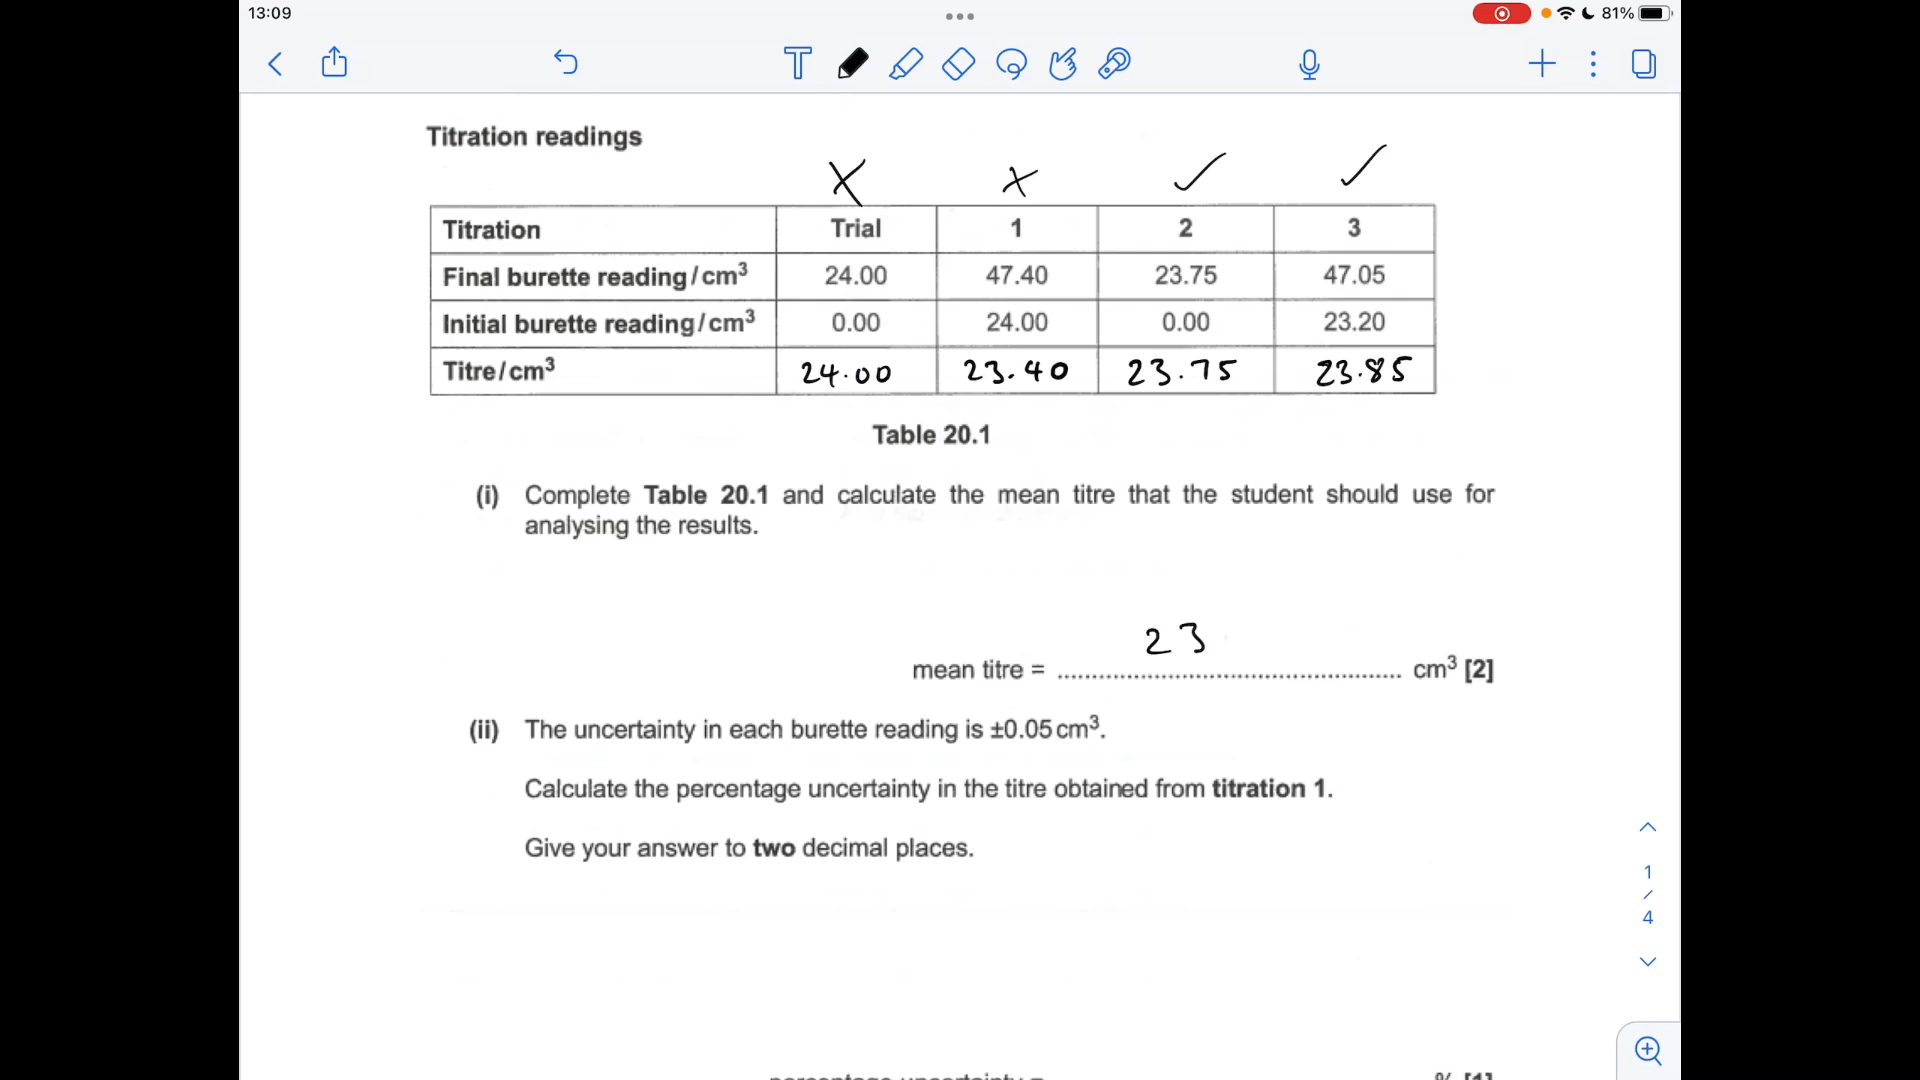 13:09
81%
Titration readings
Titration Trial 1 2 3
Final burette reading/cm³ 24.00 47.40 23.75 47.05
Initial burette reading/cm³ 0.00 24.00 0.00 23.20
Titre/cm³ 24.00 23.40 23.75 23.85
Table 20.1
(i) Complete Table 20.1 and calculate the mean titre that the student should use for
analysing the results.
23
mean titre = .................................................. cm³ [2]
(ii) The uncertainty in each burette reading is ±0.05 cm³.
Calculate the percentage uncertainty in the titre obtained from titration 1.
Give your answer to two decimal places.
1
/
4
percentage uncertainty = % [1]